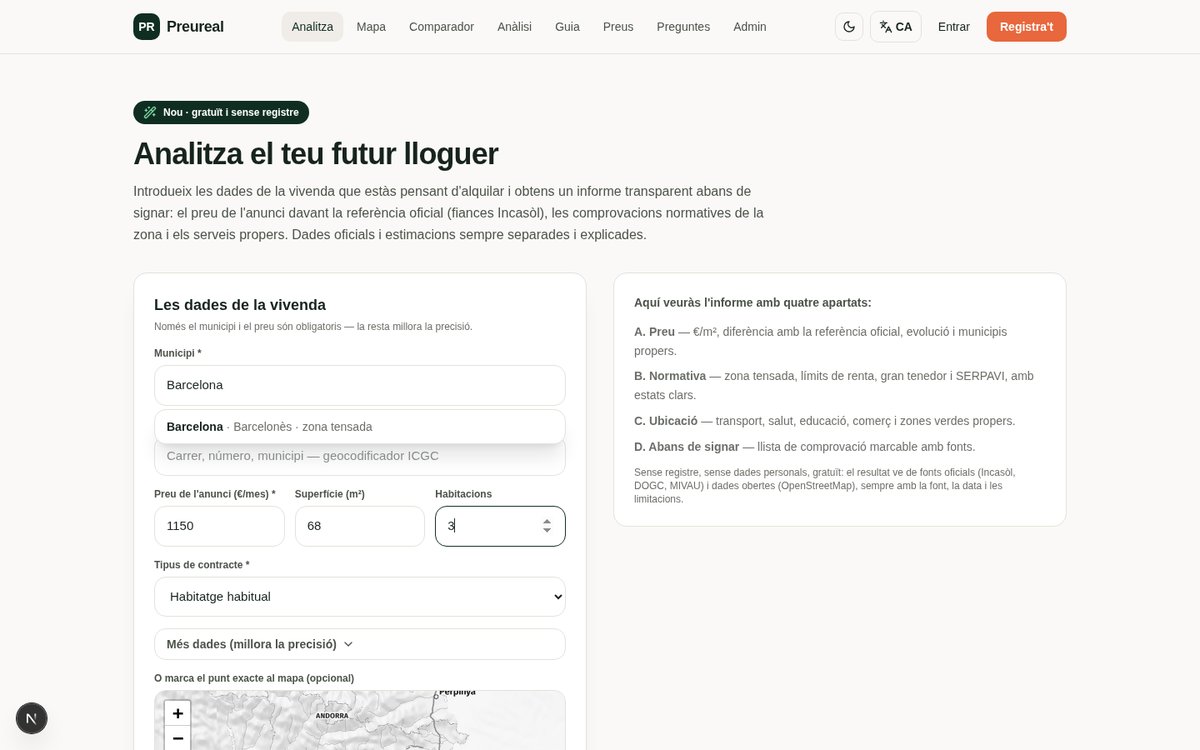 PR Preureal Analitza Mapa Comparador Anàlisi Guia Preus Preguntes Admin CA Entrar Registra't
Nou · gratuït i sense registre
Analitza el teu futur lloguer
Introdueix les dades de la vivenda que estàs pensant d'alquilar i obtens un informe transparent abans de
signar: el preu de l'anunci davant la referència oficial (fiances Incasòl), les comprovacions normatives de la
zona i els serveis propers. Dades oficials i estimacions sempre separades i explicades.
Les dades de la vivenda
Només el municipi i el preu són obligatoris — la resta millora la precisió.
Municipi *
Barcelona
Barcelona · Barcelonès · zona tensada
Carrer, número, municipi — geocodificador ICGC
Preu de l'anunci (€/mes) * Superfície (m²) Habitacions
1150 68 3
Tipus de contracte *
Habitatge habitual
Més dades (millora la precisió)
O marca el punt exacte al mapa (opcional)
Perpinyà
ANDORRA
+
−
N
Aquí veuràs l'informe amb quatre apartats:
A. Preu — €/m², diferència amb la referència oficial, evolució i municipis
propers.
B. Normativa — zona tensada, límits de renta, gran tenedor i SERPAVI, amb
estats clars.
C. Ubicació — transport, salut, educació, comerç i zones verdes propers.
D. Abans de signar — llista de comprovació marcable amb fonts.
Sense registre, sense dades personals, gratuït: el resultat ve de fonts oficials (Incasòl,
DOGC, MIVAU) i dades obertes (OpenStreetMap), sempre amb la font, la data i les
limitacions.